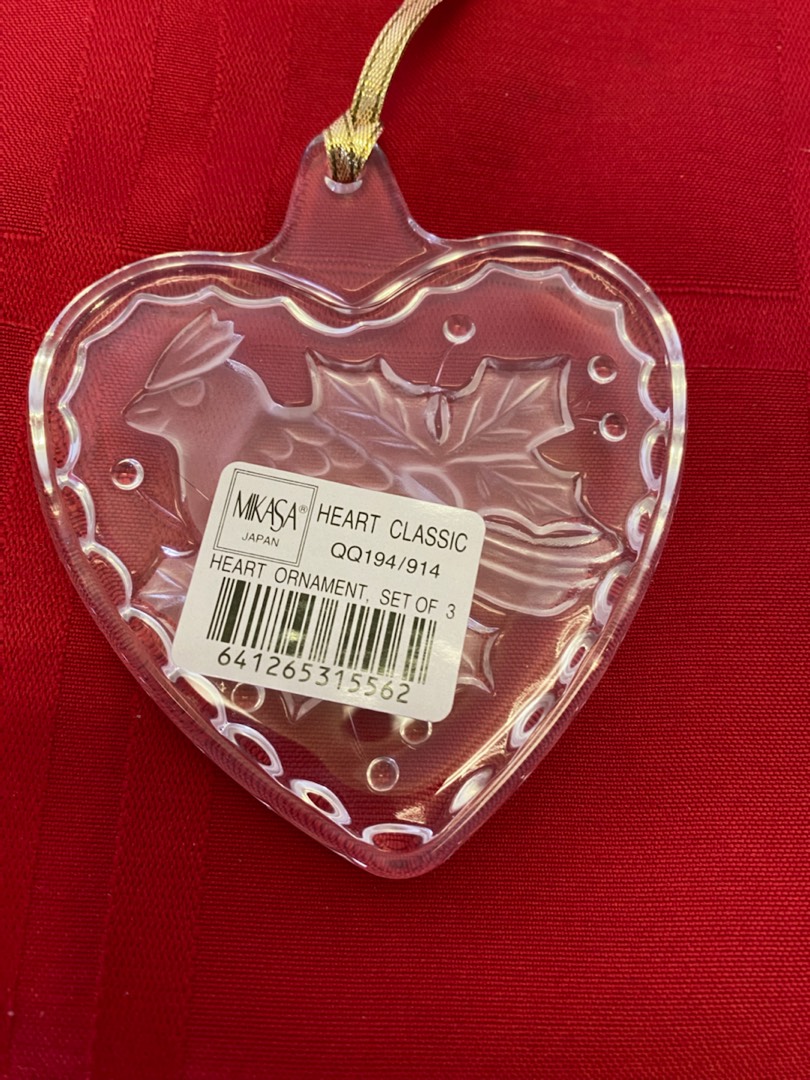 MIKASA®
JAPAN
HEART CLASSIC
QQ194/914
HEART ORNAMENT, SET OF 3
641265315562